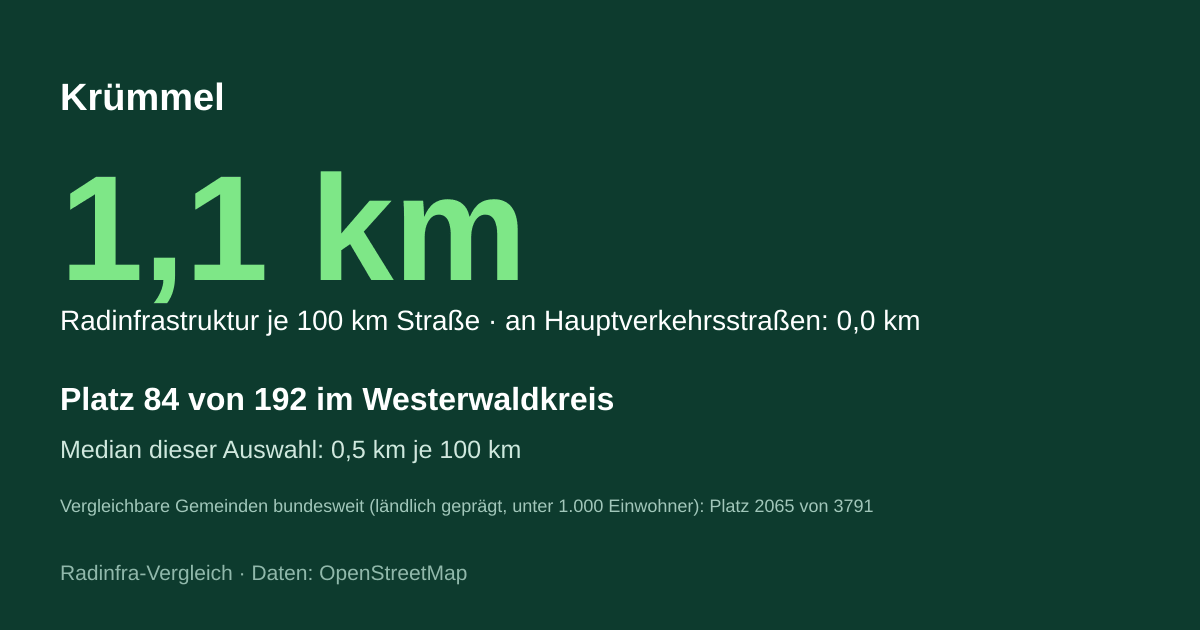 Krümmel
1,1 km
Radinfrastruktur je 100 km Straße · an Hauptverkehrsstraßen: 0,0 km
Platz 84 von 192 im Westerwaldkreis
Median dieser Auswahl: 0,5 km je 100 km
Vergleichbare Gemeinden bundesweit (ländlich geprägt, unter 1.000 Einwohner): Platz 2065 von 3791
Radinfra-Vergleich · Daten: OpenStreetMap